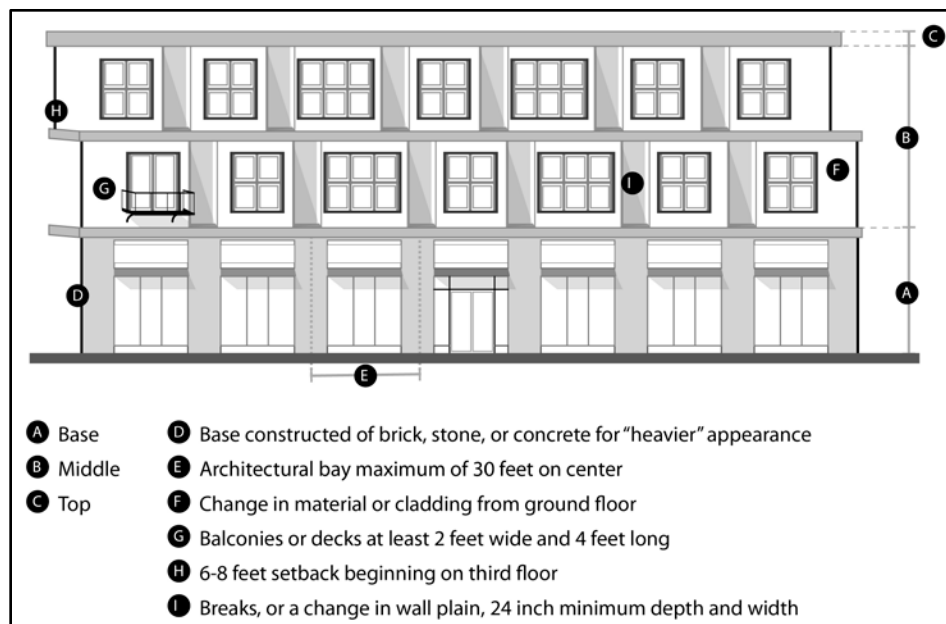 C
H
B
G
I
F
D
A
E
A Base
D Base constructed of brick, stone, or concrete for “heavier” appearance
B Middle
E Architectural bay maximum of 30 feet on center
C Top
F Change in material or cladding from ground floor
G Balconies or decks at least 2 feet wide and 4 feet long
H 6-8 feet setback beginning on third floor
I Breaks, or a change in wall plain, 24 inch minimum depth and width